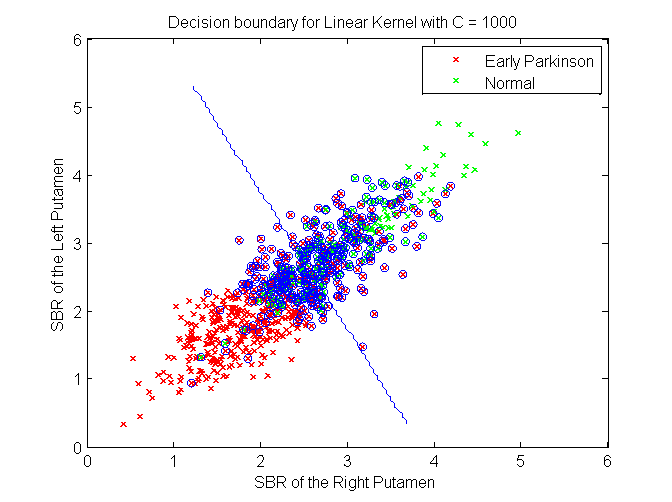 Decision boundary for Linear Kernel with C = 1000
6
5
4
3
2
1
0
SBR of the Left Putamen
Early Parkinson
Normal
0 1 2 3 4 5 6
SBR of the Right Putamen